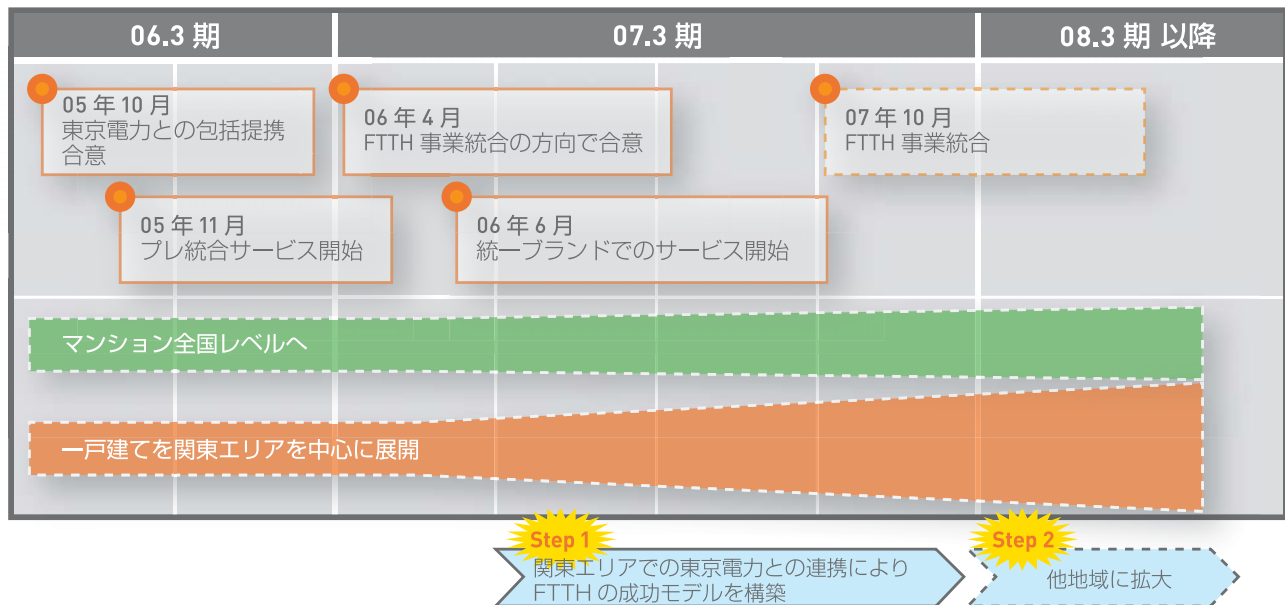 06.3 期
07.3 期
08.3 期 以降
05 年 10 月
東京電力との包括提携
合意
06 年 4 月
FTTH 事業統合の方向で合意
07 年 10 月
FTTH 事業統合
05 年 11 月
プレ統合サービス開始
06 年 6 月
統一ブランドでのサービス開始
マンション全国レベルへ
一戸建てを関東エリアを中心に展開
Step 1
関東エリアでの東京電力との連携により
FTTH の成功モデルを構築
Step 2
他地域に拡大